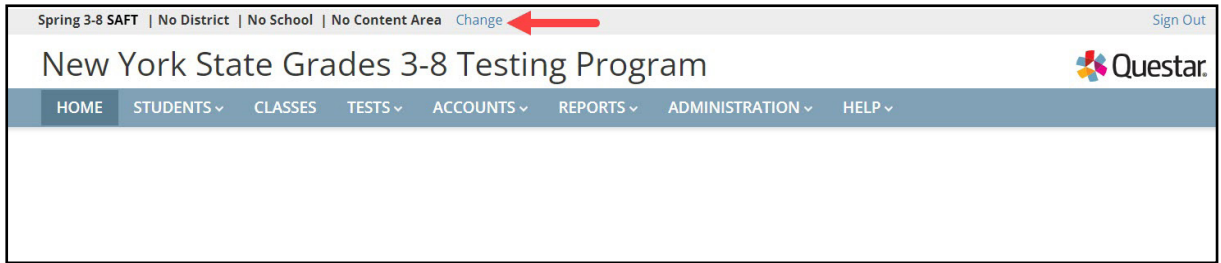 Spring 3-8 SAFT | No District | No School | No Content Area Change Sign Out
New York State Grades 3-8 Testing Program Questar.
HOME STUDENTS CLASSES TESTS ACCOUNTS REPORTS ADMINISTRATION HELP